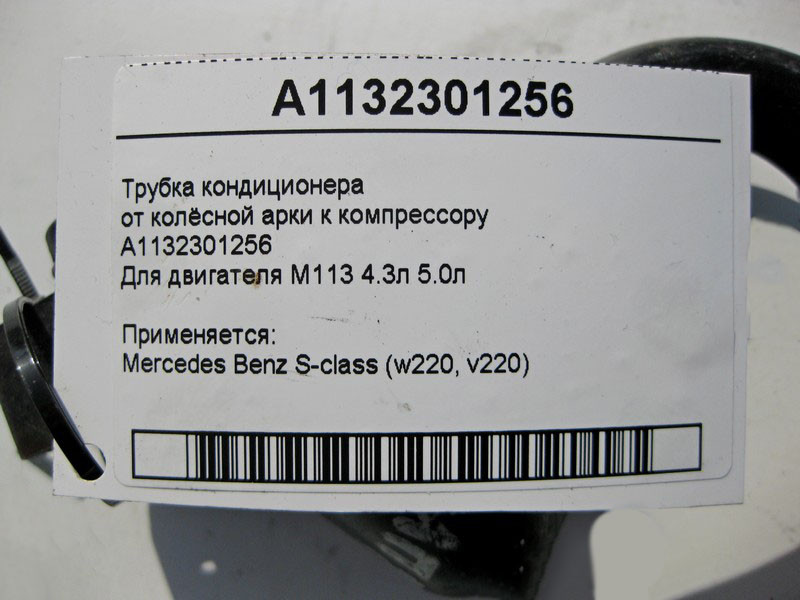 A1132301256
Трубка кондиционера
от колёсной арки к компрессору
A1132301256
Для двигателя M113 4.3л 5.0л
Применяется:
Mercedes Benz S-class (w220, v220)